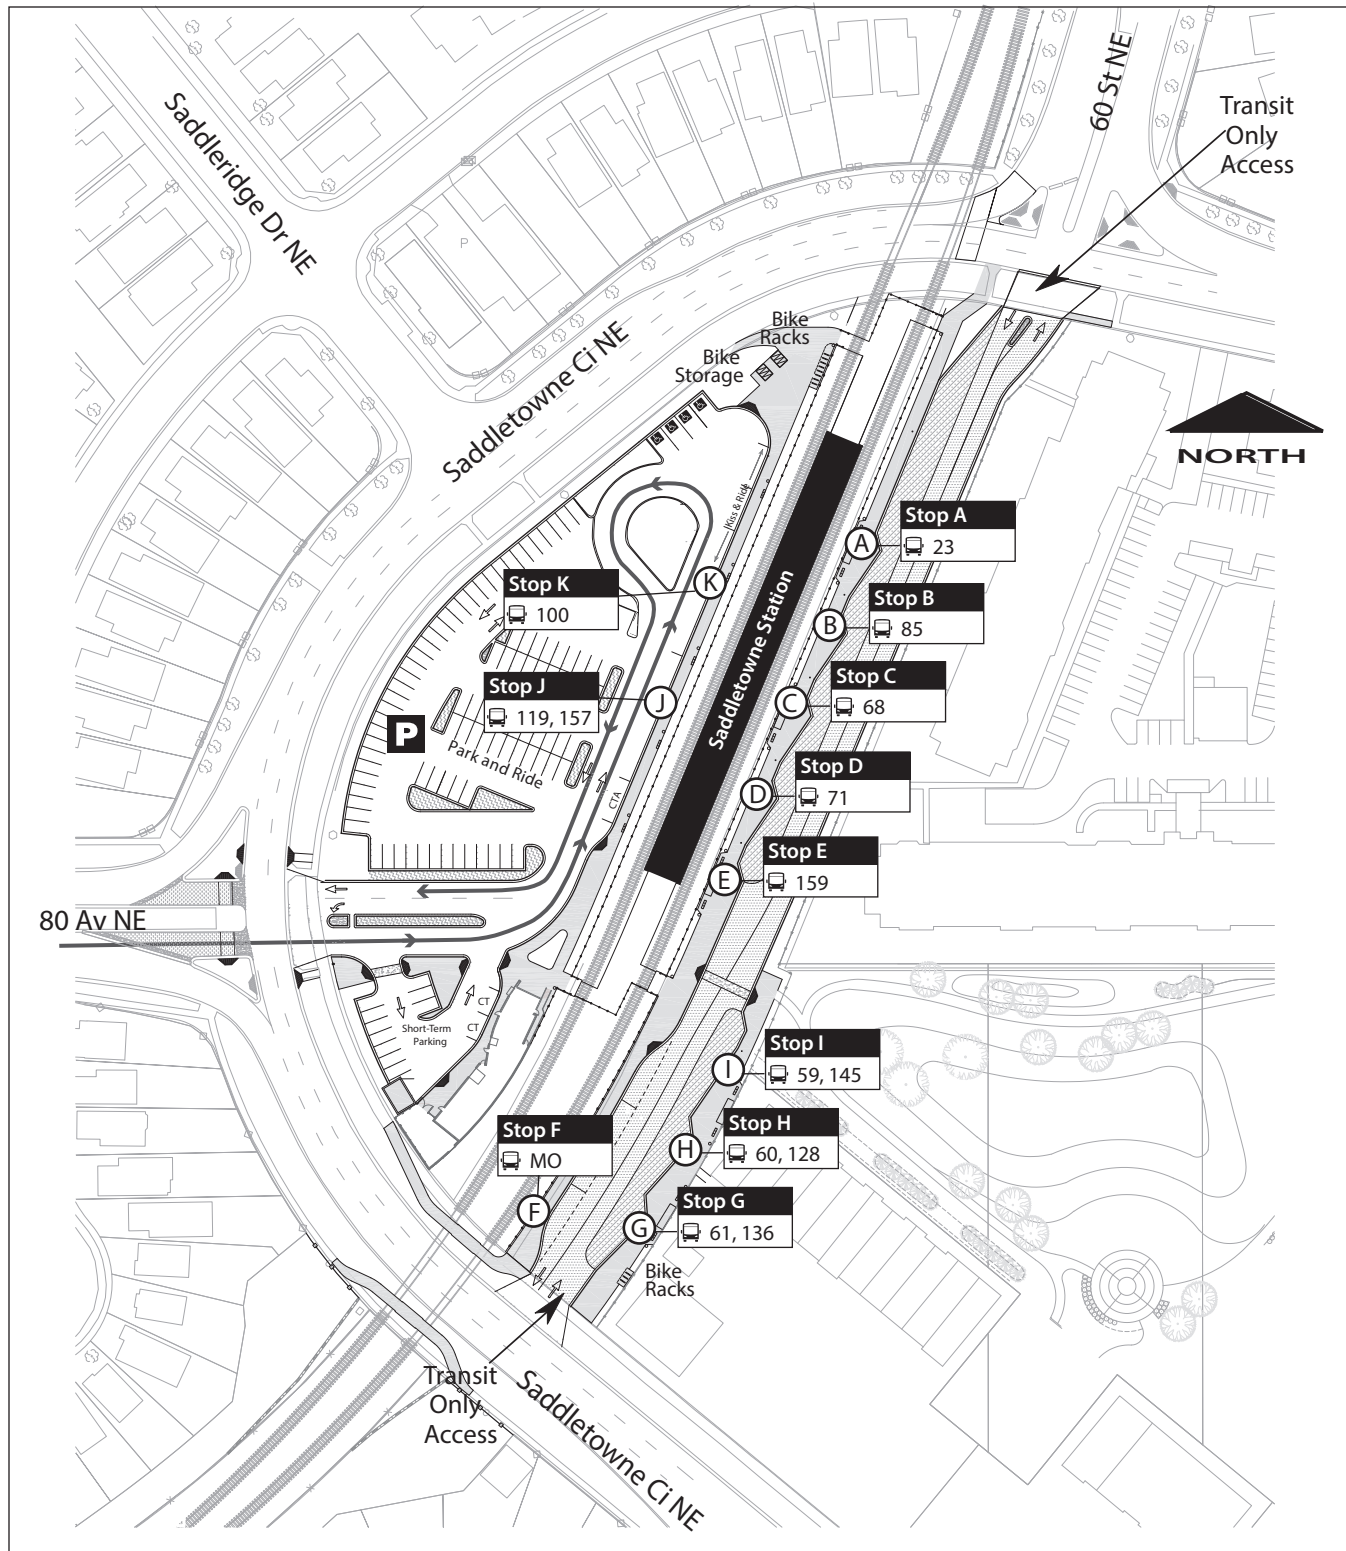 Saddleridge Dr NE
60 St NE
Transit
Only
Access
Saddletowne Ci NE
Bike
Racks
Bike
Storage
NORTH
Kiss & Ride
Stop A
23
A
Stop K
100
K
Stop B
85
B
Saddletowne Station
Stop C
68
C
Stop J
119, 157
J
P
Park and Ride
CTA
Stop D
71
D
Stop E
159
E
80 Av NE
CT
CT
Short-Term
Parking
Stop I
59, 145
I
Stop F
MO
F
Stop H
60, 128
H
Stop G
61, 136
G
Bike
Racks
Transit
Only
Access
Saddletowne Ci NE
P